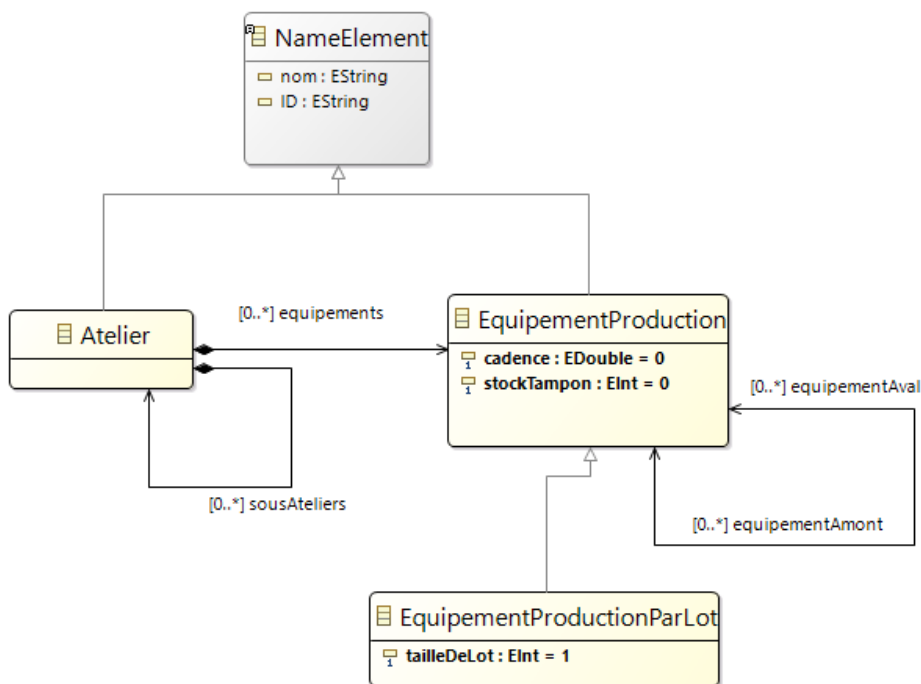 NameElement
nom : EString
ID : EString
[0..*] equipements
Atelier
EquipementProduction
cadence : EDouble = 0
stockTampon : EInt = 0
[0..*] equipementAval
[0..*] sousAteliers
[0..*] equipementAmont
EquipementProductionParLot
tailleDeLot : EInt = 1